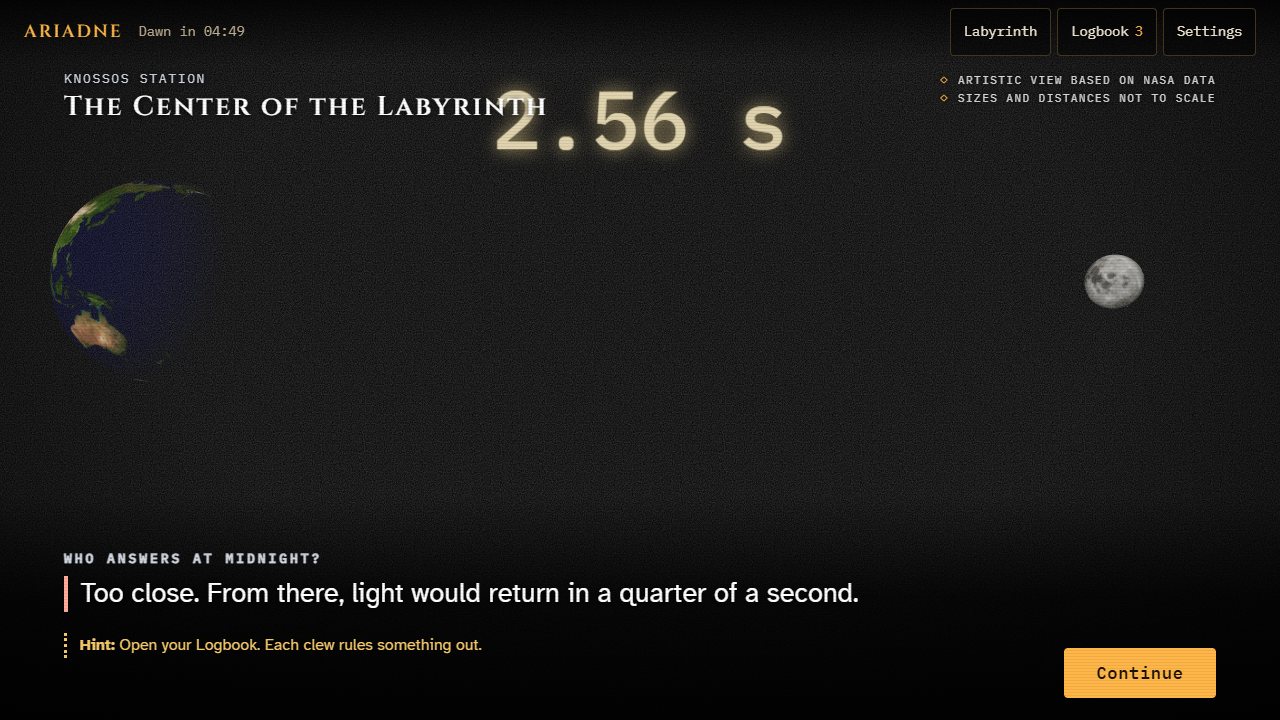 ARIADNE Dawn in 04:49 Labyrinth Logbook 3 Settings
KNOSSOS STATION
The Center of the Labyrinth
2.56 s
ARTISTIC VIEW BASED ON NASA DATA
SIZES AND DISTANCES NOT TO SCALE
WHO ANSWERS AT MIDNIGHT?
Too close. From there, light would return in a quarter of a second.
Hint: Open your Logbook. Each clew rules something out.
Continue